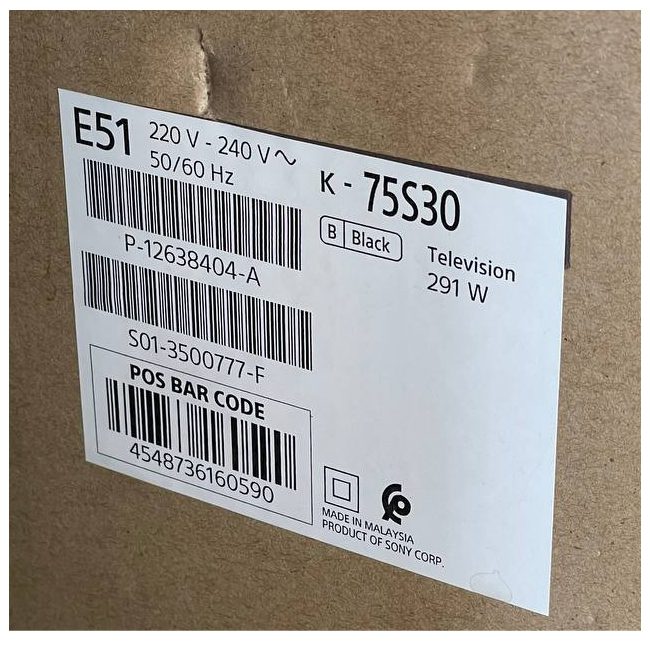 E51
220 V - 240 V ~
50/60 Hz
P-12638404-A
S01-3500777-F
POS BAR CODE
4548736160590
K - 75S30
B Black
Television
291 W
MADE IN MALAYSIA
PRODUCT OF SONY CORP.